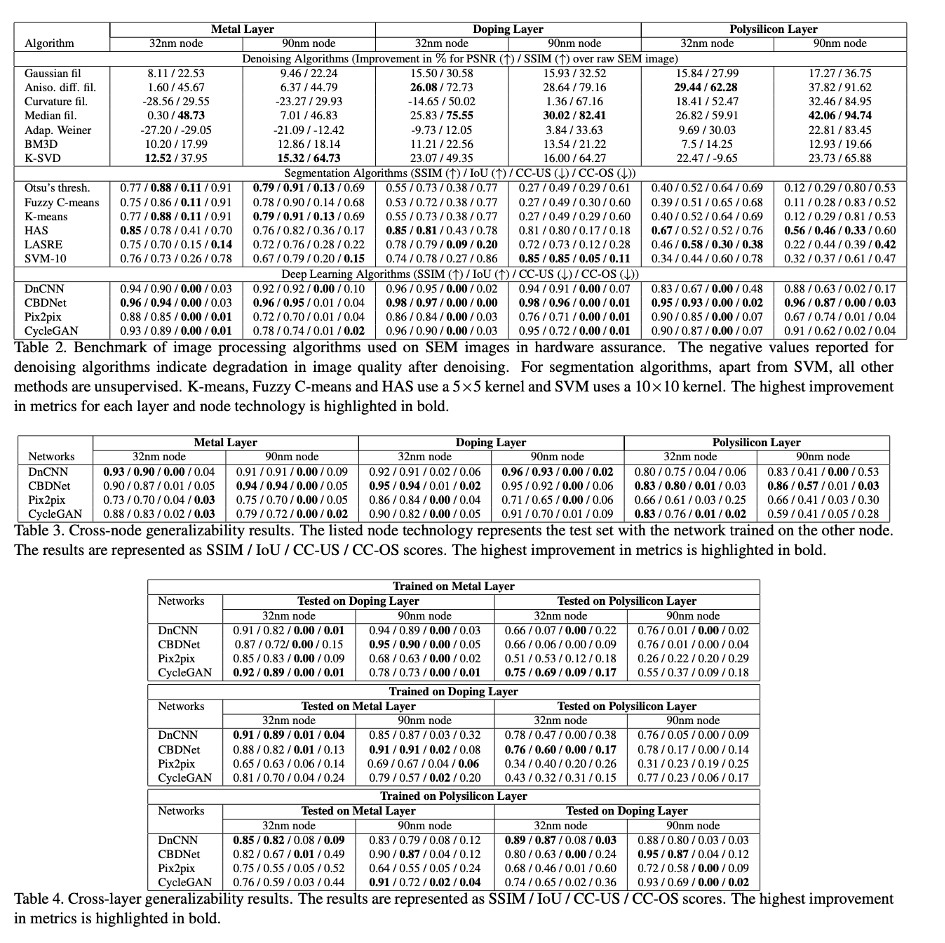 Metal Layer Doping Layer Polysilicon Layer
Algorithm 32nm node 90nm node 32nm node 90nm node 32nm node 90nm node
Denoising Algorithms (Improvement in % for PSNR (↑) / SSIM (↑) over raw SEM image)
Gaussian fil 8.11 / 22.53 9.46 / 22.24 15.50 / 30.58 15.93 / 32.52 15.84 / 27.99 17.27 / 36.75
Aniso. diff. fil. 1.60 / 45.67 6.37 / 44.79 26.08 / 72.73 28.64 / 79.16 29.44 / 62.28 37.82 / 91.62
Curvature fil. -28.56 / 29.55 -23.27 / 29.93 -14.65 / 50.02 1.36 / 67.16 18.41 / 52.47 32.46 / 84.95
Median fil. 0.30 / 48.73 7.01 / 46.83 25.83 / 75.55 30.02 / 82.41 26.82 / 59.91 42.06 / 94.74
Adap. Weiner -27.20 / -29.05 -21.09 / -12.42 -9.73 / 12.05 3.84 / 33.63 9.69 / 30.03 22.81 / 83.45
BM3D 10.20 / 17.99 12.86 / 18.14 11.21 / 22.56 13.54 / 21.22 7.5 / 14.25 12.93 / 19.66
K-SVD 12.52 / 37.95 15.32 / 64.73 23.07 / 49.35 16.00 / 64.27 22.47 / -9.65 23.73 / 65.88
Segmentation Algorithms (SSIM (↑) / IoU (↑) / CC-US (↓) / CC-OS (↓))
Otsu's thresh. 0.77 / 0.88 / 0.11 / 0.91 0.79 / 0.91 / 0.13 / 0.69 0.55 / 0.73 / 0.38 / 0.77 0.27 / 0.49 / 0.29 / 0.61 0.40 / 0.52 / 0.64 / 0.69 0.12 / 0.29 / 0.80 / 0.53
Fuzzy C-means 0.75 / 0.86 / 0.11 / 0.91 0.78 / 0.90 / 0.14 / 0.68 0.53 / 0.72 / 0.38 / 0.77 0.27 / 0.49 / 0.30 / 0.60 0.39 / 0.51 / 0.65 / 0.68 0.11 / 0.28 / 0.83 / 0.52
K-means 0.77 / 0.88 / 0.11 / 0.91 0.79 / 0.91 / 0.13 / 0.69 0.55 / 0.73 / 0.38 / 0.77 0.27 / 0.49 / 0.29 / 0.60 0.40 / 0.52 / 0.64 / 0.69 0.12 / 0.29 / 0.81 / 0.53
HAS 0.85 / 0.78 / 0.41 / 0.70 0.76 / 0.82 / 0.36 / 0.17 0.85 / 0.81 / 0.43 / 0.78 0.81 / 0.80 / 0.17 / 0.18 0.67 / 0.52 / 0.52 / 0.76 0.56 / 0.46 / 0.33 / 0.60
LASRE 0.75 / 0.70 / 0.15 / 0.14 0.72 / 0.76 / 0.28 / 0.22 0.78 / 0.79 / 0.09 / 0.20 0.72 / 0.73 / 0.12 / 0.28 0.46 / 0.58 / 0.30 / 0.38 0.22 / 0.44 / 0.39 / 0.42
SVM-10 0.76 / 0.73 / 0.26 / 0.78 0.67 / 0.79 / 0.20 / 0.15 0.74 / 0.78 / 0.27 / 0.86 0.85 / 0.85 / 0.05 / 0.11 0.34 / 0.44 / 0.60 / 0.78 0.32 / 0.37 / 0.61 / 0.47
Deep Learning Algorithms (SSIM (↑) / IoU (↑) / CC-US (↓) / CC-OS (↓))
DnCNN 0.94 / 0.90 / 0.00 / 0.03 0.92 / 0.92 / 0.00 / 0.10 0.96 / 0.95 / 0.00 / 0.02 0.94 / 0.91 / 0.00 / 0.07 0.83 / 0.67 / 0.00 / 0.48 0.88 / 0.63 / 0.02 / 0.17
CBDNet 0.96 / 0.94 / 0.00 / 0.03 0.96 / 0.95 / 0.01 / 0.04 0.98 / 0.97 / 0.00 / 0.00 0.98 / 0.96 / 0.00 / 0.01 0.95 / 0.93 / 0.00 / 0.02 0.96 / 0.87 / 0.00 / 0.03
Pix2pix 0.88 / 0.85 / 0.00 / 0.01 0.72 / 0.70 / 0.01 / 0.04 0.86 / 0.84 / 0.00 / 0.03 0.76 / 0.71 / 0.00 / 0.01 0.90 / 0.85 / 0.00 / 0.07 0.67 / 0.74 / 0.01 / 0.04
CycleGAN 0.93 / 0.89 / 0.00 / 0.01 0.78 / 0.74 / 0.01 / 0.02 0.96 / 0.90 / 0.00 / 0.03 0.95 / 0.72 / 0.00 / 0.01 0.90 / 0.87 / 0.00 / 0.07 0.91 / 0.62 / 0.02 / 0.04
Table 2. Benchmark of image processing algorithms used on SEM images in hardware assurance. The negative values reported for
denoising algorithms indicate degradation in image quality after denoising. For segmentation algorithms, apart from SVM, all other
methods are unsupervised. K-means, Fuzzy C-means and HAS use a 5×5 kernel and SVM uses a 10×10 kernel. The highest improvement
in metrics for each layer and node technology is highlighted in bold.
Metal Layer Doping Layer Polysilicon Layer
Networks 32nm node 90nm node 32nm node 90nm node 32nm node 90nm node
DnCNN 0.93 / 0.90 / 0.00 / 0.04 0.91 / 0.91 / 0.00 / 0.09 0.92 / 0.91 / 0.02 / 0.06 0.96 / 0.93 / 0.00 / 0.02 0.80 / 0.75 / 0.04 / 0.06 0.83 / 0.41 / 0.00 / 0.53
CBDNet 0.90 / 0.87 / 0.01 / 0.05 0.94 / 0.94 / 0.00 / 0.05 0.95 / 0.94 / 0.01 / 0.02 0.95 / 0.92 / 0.00 / 0.06 0.83 / 0.80 / 0.01 / 0.03 0.86 / 0.57 / 0.01 / 0.03
Pix2pix 0.73 / 0.70 / 0.04 / 0.03 0.75 / 0.70 / 0.00 / 0.05 0.86 / 0.84 / 0.00 / 0.04 0.71 / 0.65 / 0.00 / 0.06 0.66 / 0.61 / 0.03 / 0.25 0.66 / 0.41 / 0.03 / 0.30
CycleGAN 0.88 / 0.83 / 0.02 / 0.03 0.79 / 0.72 / 0.00 / 0.02 0.90 / 0.82 / 0.00 / 0.05 0.91 / 0.70 / 0.01 / 0.09 0.83 / 0.76 / 0.01 / 0.02 0.59 / 0.41 / 0.05 / 0.28
Table 3. Cross-node generalizability results. The listed node technology represents the test set with the network trained on the other node.
The results are represented as SSIM / IoU / CC-US / CC-OS scores. The highest improvement in metrics is highlighted in bold.
Trained on Metal Layer
Networks Tested on Doping Layer Tested on Polysilicon Layer
32nm node 90nm node 32nm node 90nm node
DnCNN 0.91 / 0.82 / 0.00 / 0.01 0.94 / 0.89 / 0.00 / 0.03 0.66 / 0.07 / 0.00 / 0.22 0.76 / 0.01 / 0.00 / 0.02
CBDNet 0.87 / 0.72/ 0.00 / 0.15 0.95 / 0.90 / 0.00 / 0.05 0.66 / 0.06 / 0.00 / 0.09 0.76 / 0.01 / 0.00 / 0.04
Pix2pix 0.85 / 0.83 / 0.00 / 0.09 0.68 / 0.63 / 0.00 / 0.02 0.51 / 0.53 / 0.12 / 0.18 0.26 / 0.22 / 0.20 / 0.29
CycleGAN 0.92 / 0.89 / 0.00 / 0.01 0.78 / 0.73 / 0.00 / 0.01 0.75 / 0.69 / 0.09 / 0.17 0.55 / 0.37 / 0.09 / 0.18
Trained on Doping Layer
Networks Tested on Metal Layer Tested on Polysilicon Layer
32nm node 90nm node 32nm node 90nm node
DnCNN 0.91 / 0.89 / 0.01 / 0.04 0.85 / 0.87 / 0.03 / 0.32 0.78 / 0.47 / 0.00 / 0.38 0.76 / 0.05 / 0.00 / 0.09
CBDNet 0.88 / 0.82 / 0.01 / 0.13 0.91 / 0.91 / 0.02 / 0.08 0.76 / 0.60 / 0.00 / 0.17 0.78 / 0.17 / 0.00 / 0.14
Pix2pix 0.65 / 0.63 / 0.06 / 0.14 0.69 / 0.67 / 0.04 / 0.06 0.34 / 0.40 / 0.20 / 0.26 0.31 / 0.23 / 0.19 / 0.25
CycleGAN 0.81 / 0.70 / 0.04 / 0.24 0.79 / 0.57 / 0.02 / 0.20 0.43 / 0.32 / 0.31 / 0.15 0.77 / 0.23 / 0.06 / 0.17
Trained on Polysilicon Layer
Networks Tested on Metal Layer Tested on Doping Layer
32nm node 90nm node 32nm node 90nm node
DnCNN 0.85 / 0.82 / 0.08 / 0.09 0.83 / 0.79 / 0.08 / 0.12 0.89 / 0.87 / 0.08 / 0.03 0.88 / 0.80 / 0.03 / 0.03
CBDNet 0.82 / 0.67 / 0.01 / 0.49 0.90 / 0.87 / 0.04 / 0.12 0.80 / 0.63 / 0.00 / 0.24 0.95 / 0.87 / 0.04 / 0.12
Pix2pix 0.75 / 0.55 / 0.05 / 0.52 0.64 / 0.55 / 0.05 / 0.24 0.68 / 0.46 / 0.01 / 0.60 0.72 / 0.58 / 0.00 / 0.09
CycleGAN 0.76 / 0.59 / 0.03 / 0.44 0.91 / 0.72 / 0.02 / 0.04 0.74 / 0.65 / 0.02 / 0.36 0.93 / 0.69 / 0.00 / 0.02
Table 4. Cross-layer generalizability results. The results are represented as SSIM / IoU / CC-US / CC-OS scores. The highest improvement
in metrics is highlighted in bold.